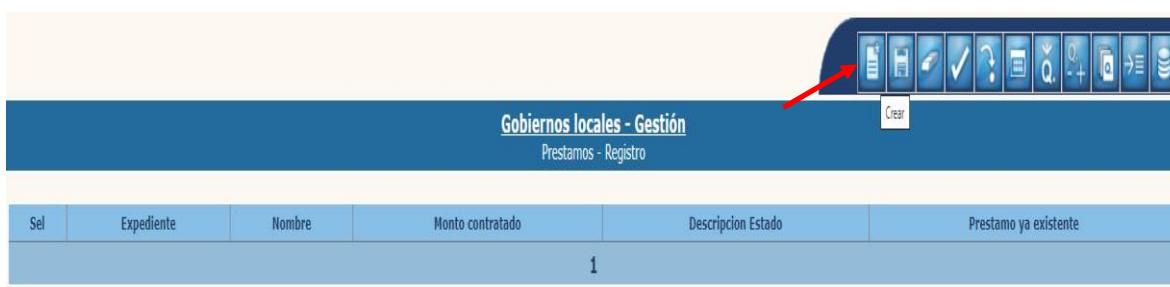 Crear
Gobiernos locales - Gestión
Prestamos - Registro
Sel Expediente Nombre Monto contratado Descripcion Estado Prestamo ya existente
1